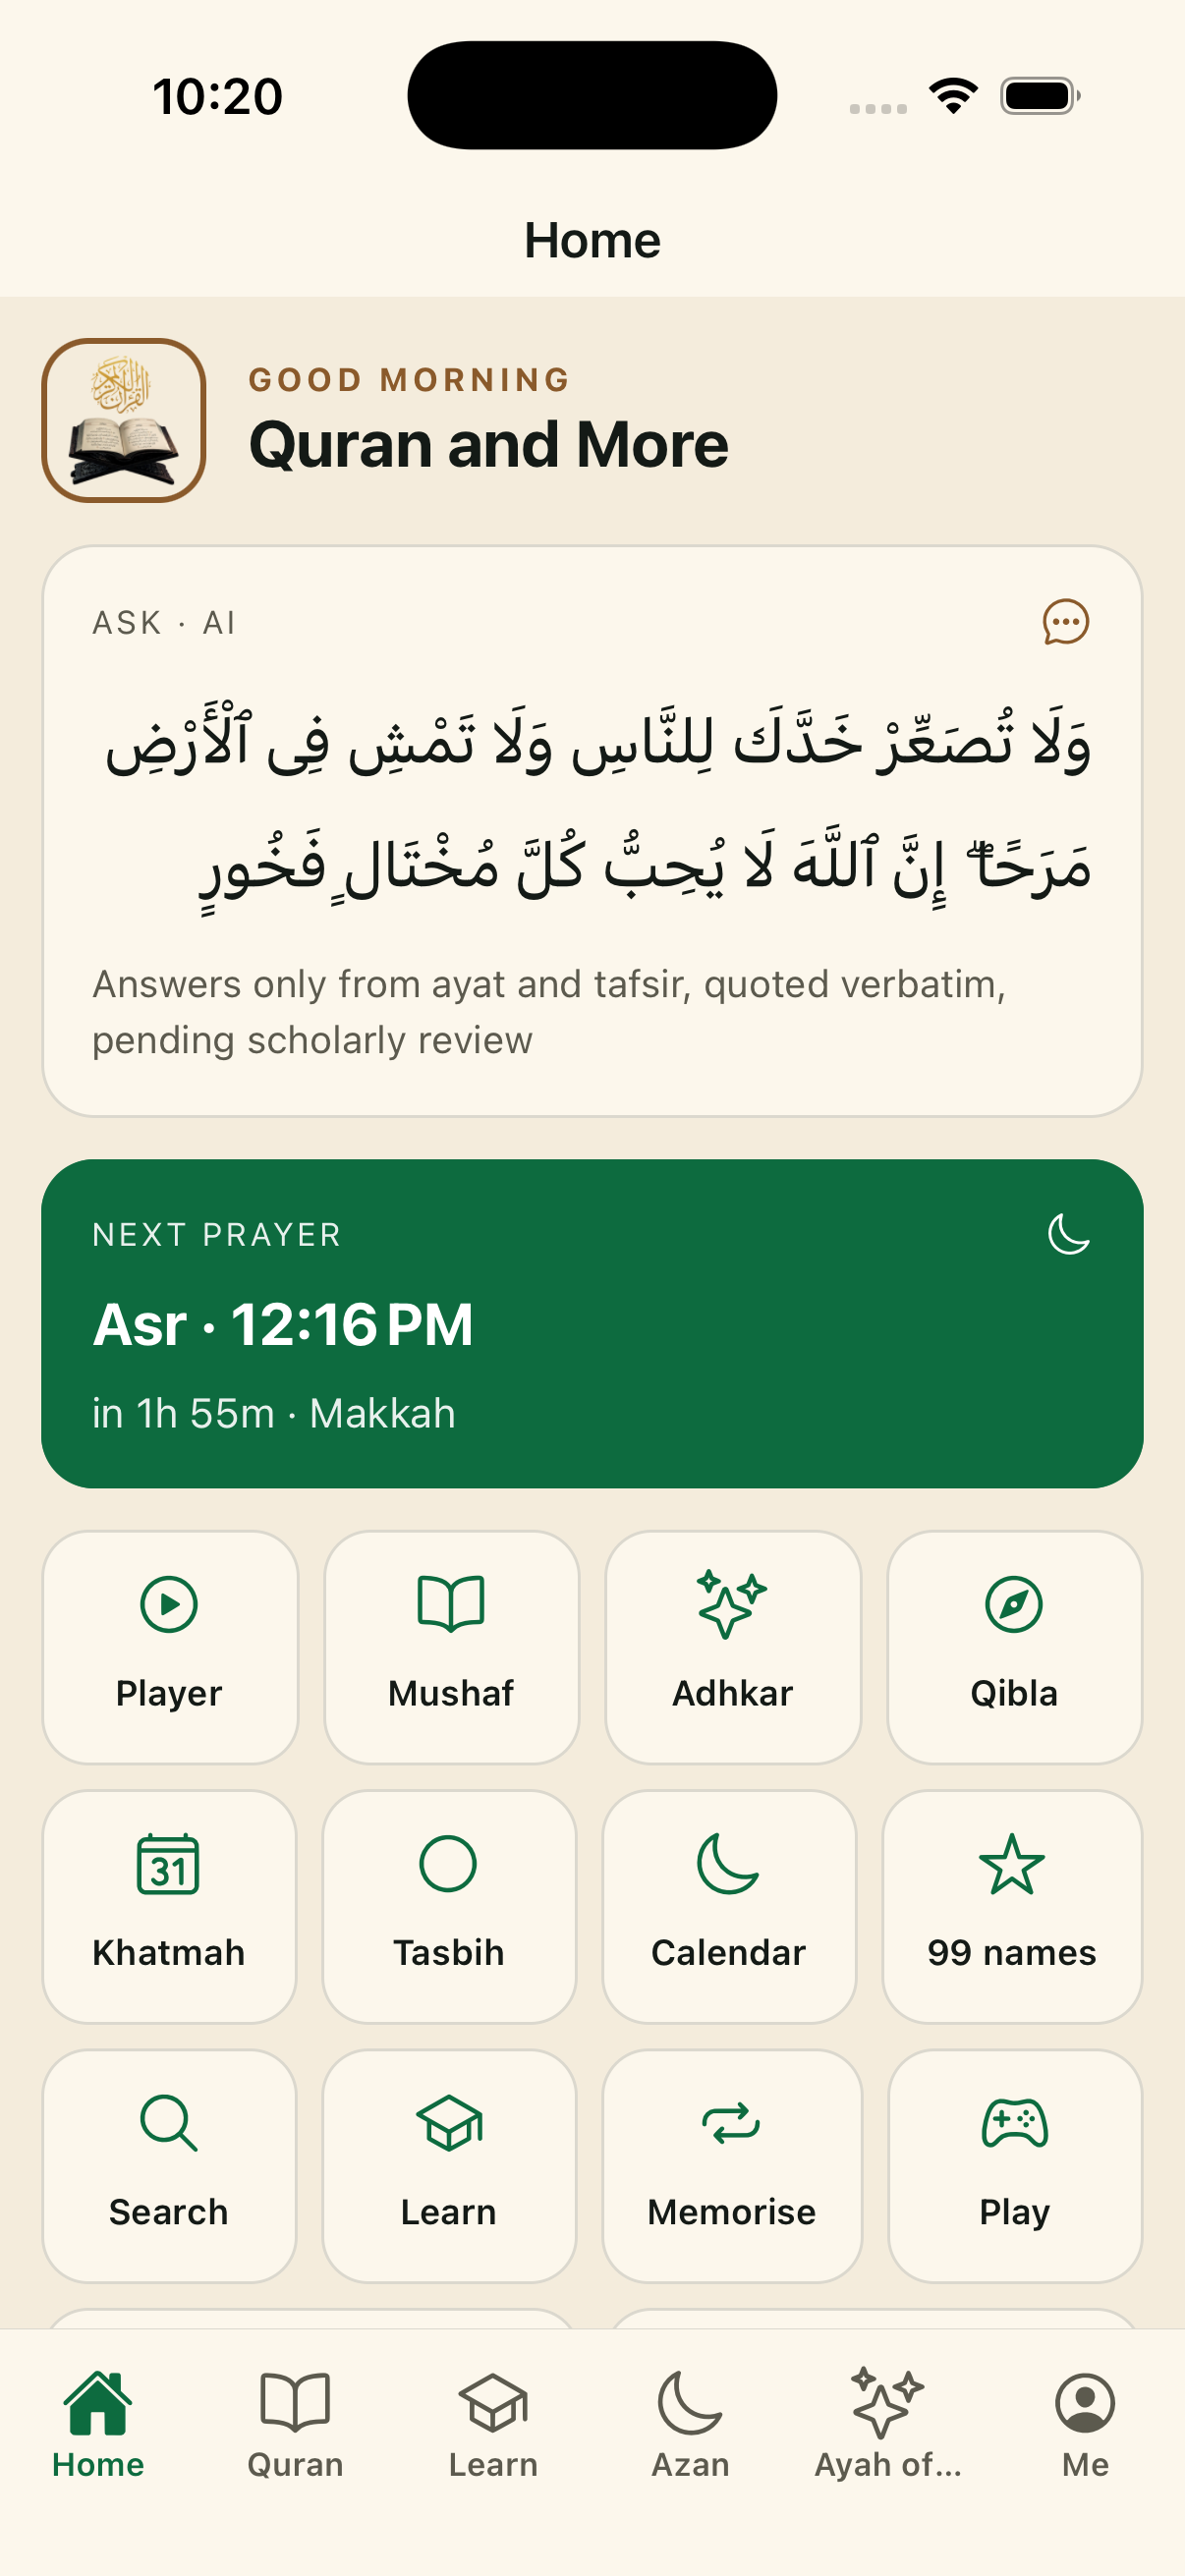 10:20
Home
GOOD MORNING
Quran and More
ASK · AI
وَلَا تُصَعِّرْ خَدَّكَ لِلنَّاسِ وَلَا تَمْشِ فِى ٱلْأَرْضِ
مَرَحًا ۖ إِنَّ ٱللَّهَ لَا يُحِبُّ كُلَّ مُخْتَالٍ فَخُورٍ
Answers only from ayat and tafsir, quoted verbatim,
pending scholarly review
NEXT PRAYER
Asr · 12:16 PM
in 1h 55m · Makkah
Player Mushaf Adhkar Qibla
31
Khatmah Tasbih Calendar 99 names
Search Learn Memorise Play
Home Quran Learn Azan Ayah of... Me